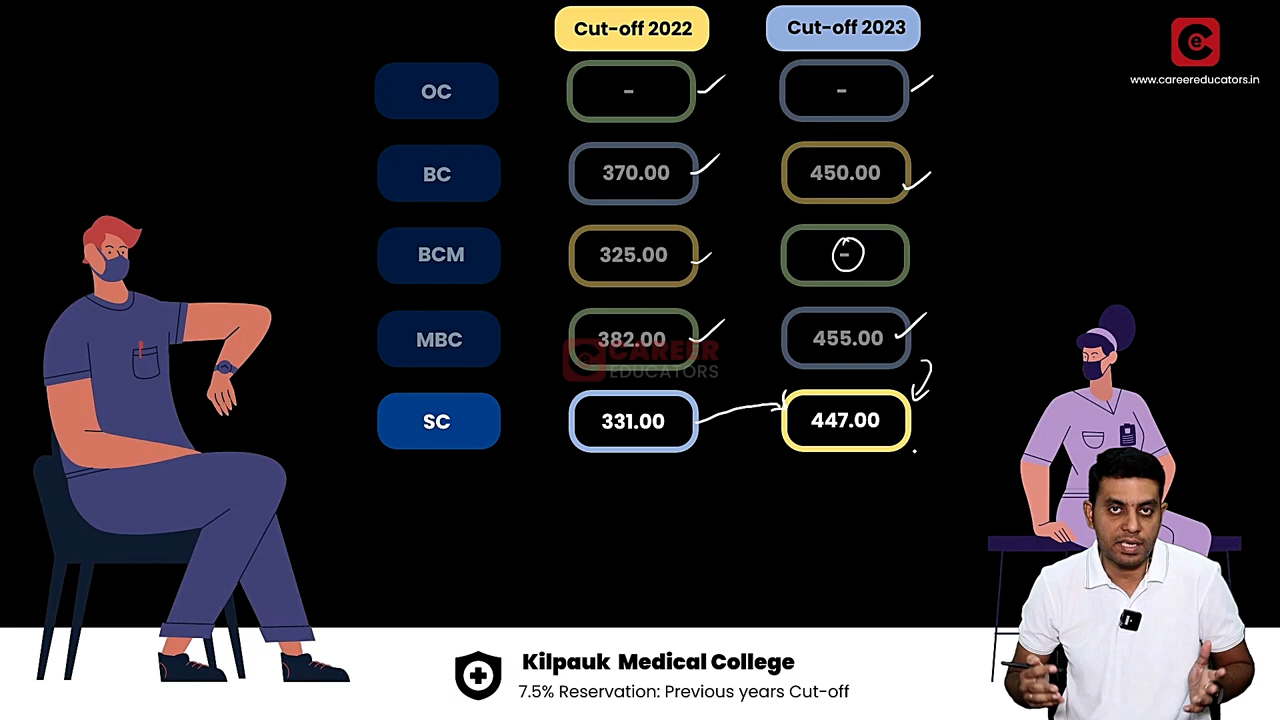 Cut-off 2022
Cut-off 2023
e
www.careereducators.in
OC
-
-
BC
370.00
450.00
BCM
325.00
-
MBC
382.00
455.00
CAREER
EDUCATORS
SC
331.00
447.00
Kilpauk Medical College
7.5% Reservation: Previous years Cut-off